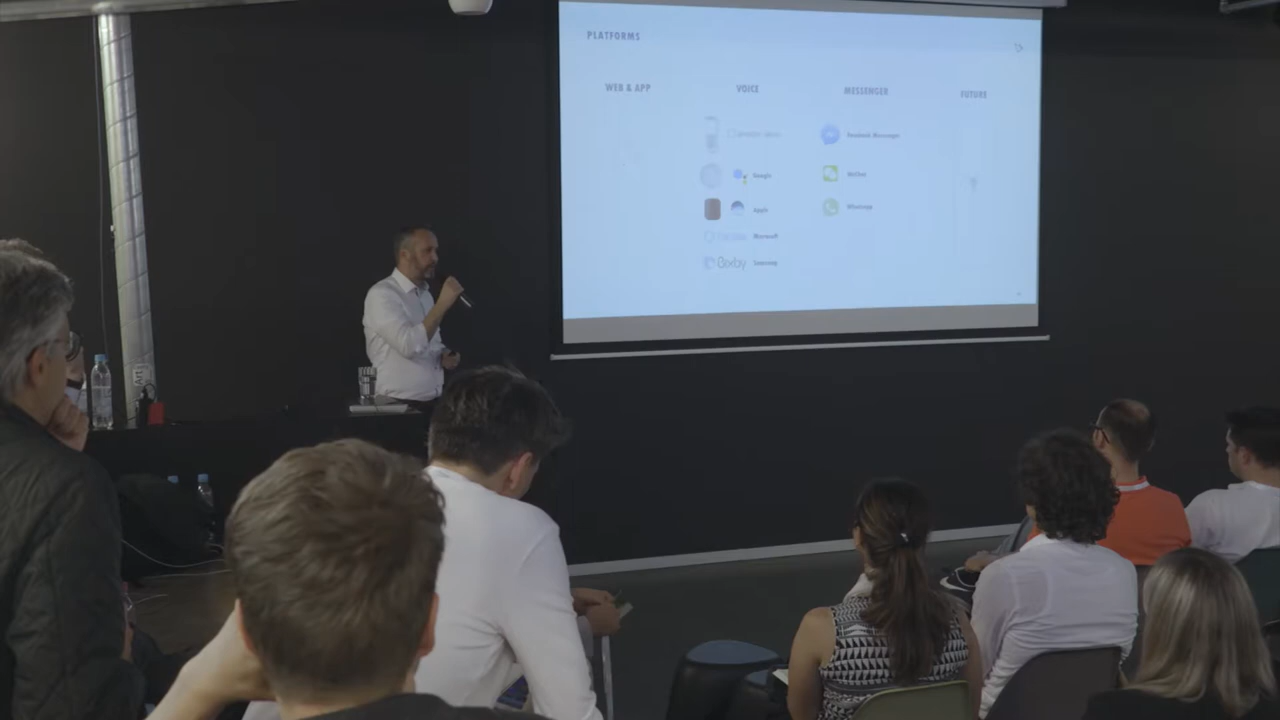 PLATFORMS
WEB & APP
VOICE
MESSENGER
FUTURE
Facebook Messenger
Google
WeChat
Apple
Whatsapp
Microsoft
Bixby Samsung